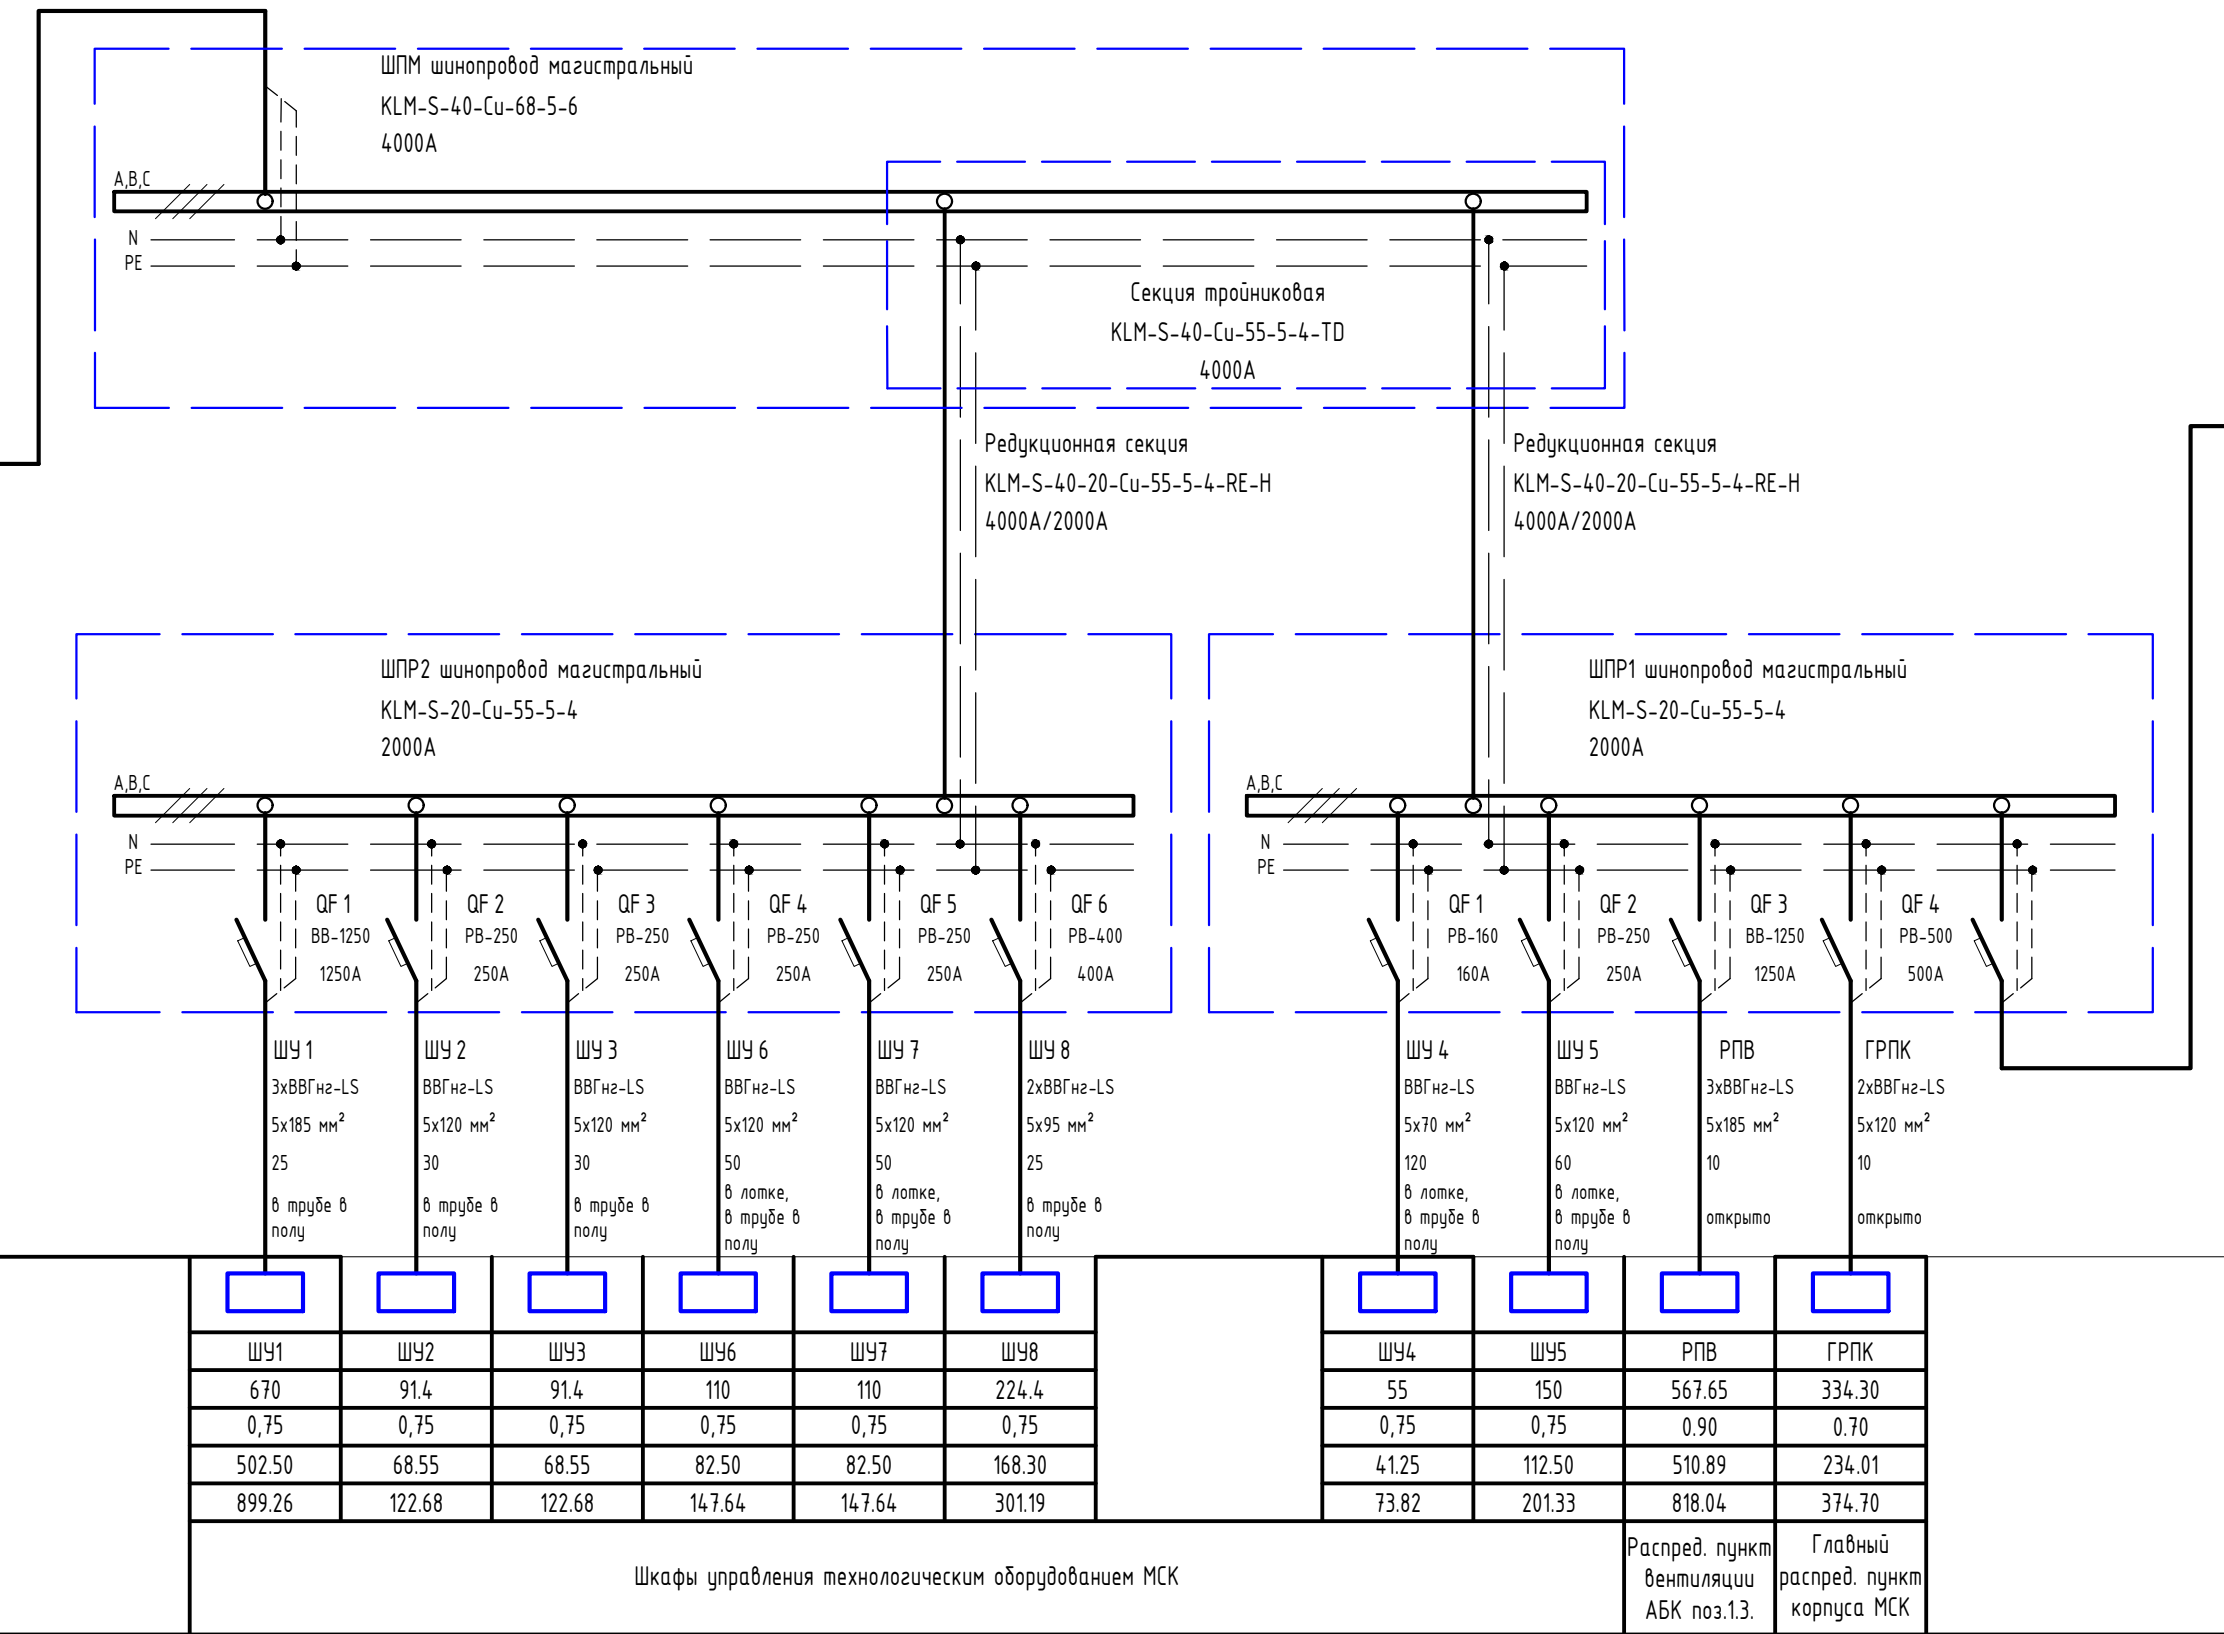 ШПМ шинопровод магистральный
KLM-S-40-Cu-68-5-6
4000А
А,В,С
N
PE
Секция тройниковая
KLM-S-40-Cu-55-5-4-TD
4000А
Редукционная секция
KLM-S-40-20-Cu-55-5-4-RE-H
4000А/2000А
Редукционная секция
KLM-S-40-20-Cu-55-5-4-RE-H
4000А/2000А
ШПР2 шинопровод магистральный
KLM-S-20-Cu-55-5-4
2000А
А,В,С
N
PE
QF 1
ВВ-1250
1250А
QF 2
РВ-250
250А
QF 3
РВ-250
250А
QF 4
РВ-250
250А
QF 5
РВ-250
250А
QF 6
РВ-400
400А
ШПР1 шинопровод магистральный
KLM-S-20-Cu-55-5-4
2000А
А,В,С
N
PE
QF 1
РВ-160
160А
QF 2
РВ-250
250А
QF 3
ВВ-1250
1250А
QF 4
РВ-500
500А
ШУ 1
3хВВГнг-LS
5х185 мм²
25
в трубе в
полу
ШУ 2
ВВГнг-LS
5х120 мм²
30
в трубе в
полу
ШУ 3
ВВГнг-LS
5х120 мм²
30
в трубе в
полу
ШУ 6
ВВГнг-LS
5х120 мм²
50
в лотке,
в трубе в
полу
ШУ 7
ВВГнг-LS
5х120 мм²
50
в лотке,
в трубе в
полу
ШУ 8
2хВВГнг-LS
5х95 мм²
25
в трубе в
полу
ШУ 4
ВВГнг-LS
5х70 мм²
120
в лотке,
в трубе в
полу
ШУ 5
ВВГнг-LS
5х120 мм²
60
в лотке,
в трубе в
полу
РПВ
3хВВГнг-LS
5х185 мм²
10
открыто
ГРПК
2хВВГнг-LS
5х120 мм²
10
открыто
ШУ1 ШУ2 ШУ3 ШУ6 ШУ7 ШУ8 ШУ4 ШУ5 РПВ ГРПК
670 91.4 91.4 110 110 224.4 55 150 567.65 334.30
0,75 0,75 0,75 0,75 0,75 0,75 0,75 0,75 0.90 0.70
502.50 68.55 68.55 82.50 82.50 168.30 41.25 112.50 510.89 234.01
899.26 122.68 122.68 147.64 147.64 301.19 73.82 201.33 818.04 374.70
Шкафы управления технологическим оборудованием МСК
Распред. пункт
вентиляции
АБК поз.1.3.
Главный
распред. пункт
корпуса МСК